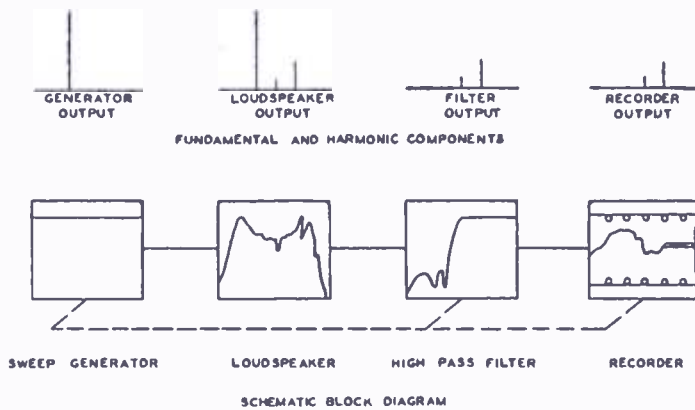 GENERATOR OUTPUT
LOUDSPEAKER OUTPUT
FILTER OUTPUT
RECORDER OUTPUT
FUNDAMENTAL AND HARMONIC COMPONENTS
SWEEP GENERATOR
LOUDSPEAKER
HIGH PASS FILTER
RECORDER
SCHEMATIC BLOCK DIAGRAM